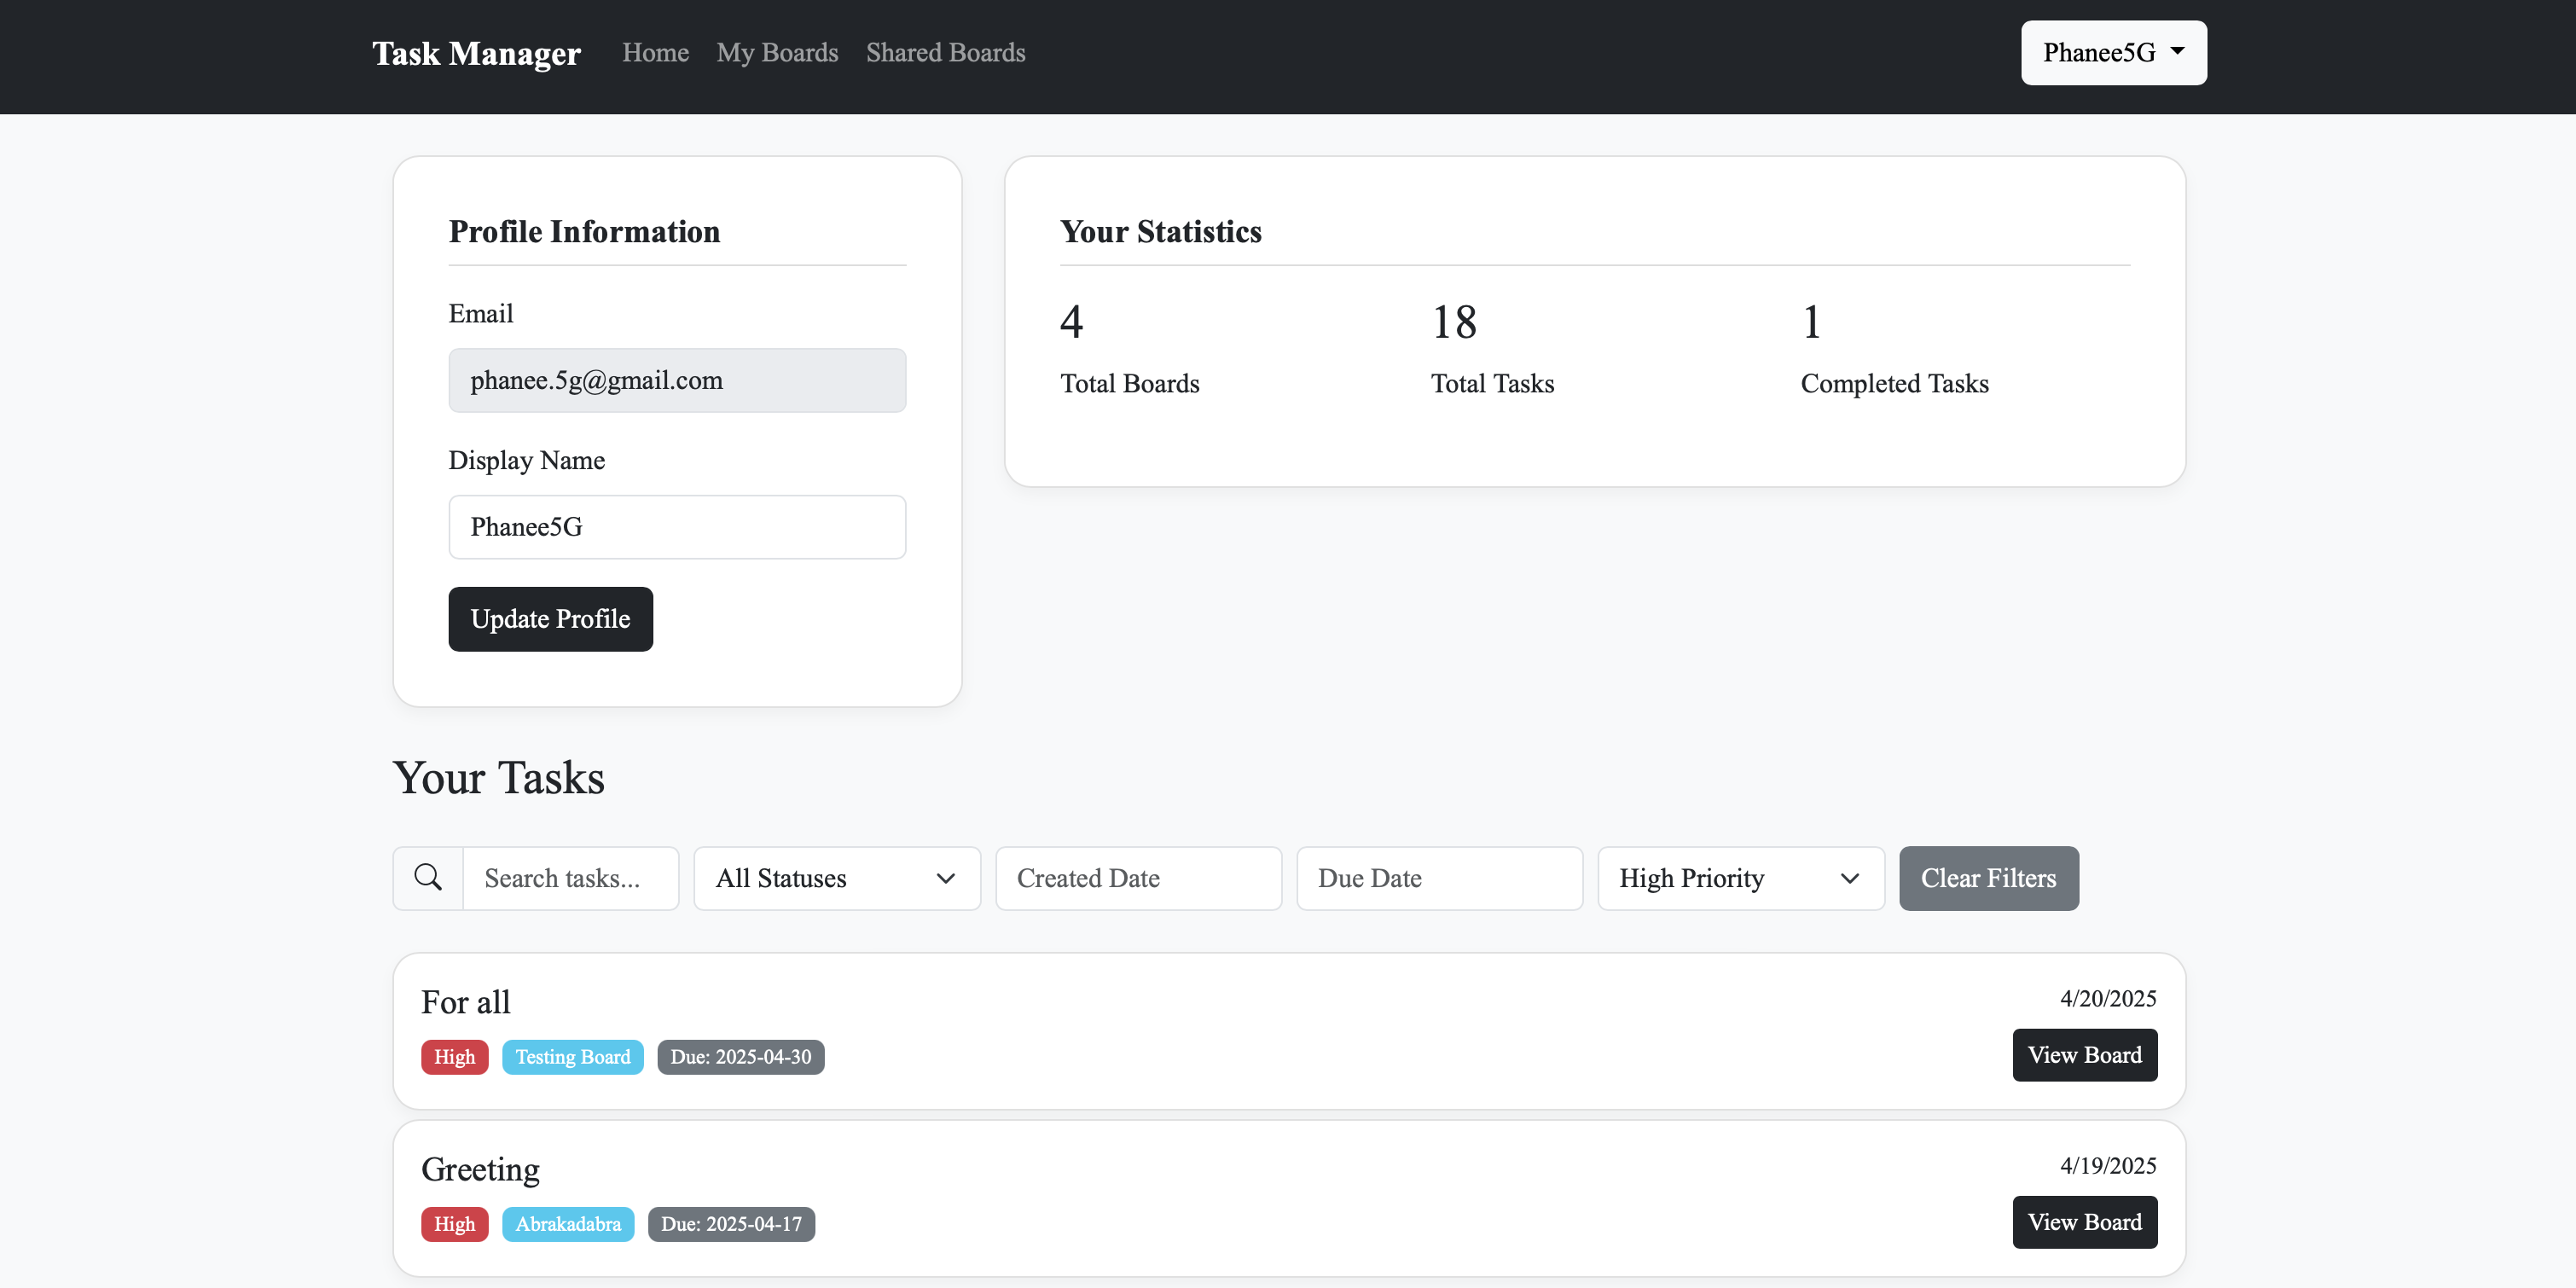 Task Manager Home My Boards Shared Boards Phanee5G
Profile Information
Email
phanee.5g@gmail.com
Display Name
Phanee5G
Update Profile
Your Statistics
4 18 1
Total Boards Total Tasks Completed Tasks
Your Tasks
Search tasks... All Statuses Created Date Due Date High Priority Clear Filters
For all 4/20/2025
High Testing Board Due: 2025-04-30 View Board
Greeting 4/19/2025
High Abrakadabra Due: 2025-04-17 View Board